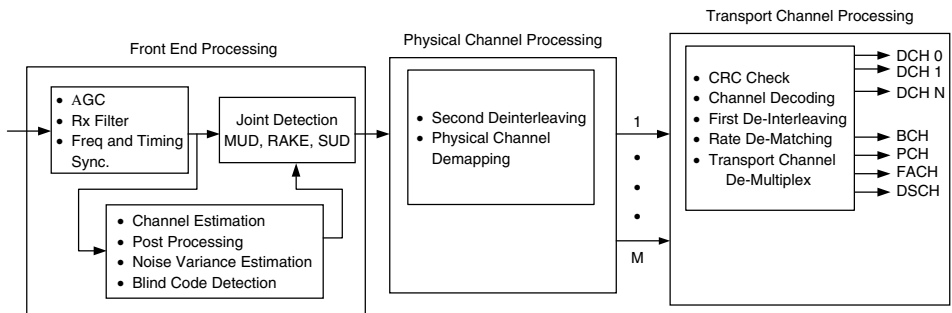 Front End Processing
• AGC
• Rx Filter
• Freq and Timing
Sync.
Joint Detection
MUD, RAKE, SUD
• Channel Estimation
• Post Processing
• Noise Variance Estimation
• Blind Code Detection
Physical Channel Processing
• Second Deinterleaving
• Physical Channel
Demapping
1
M
Transport Channel Processing
• CRC Check
• Channel Decoding
• First De-Interleaving
• Rate De-Matching
• Transport Channel
De-Multiplex
DCH 0
DCH 1
DCH N
BCH
PCH
FACH
DSCH